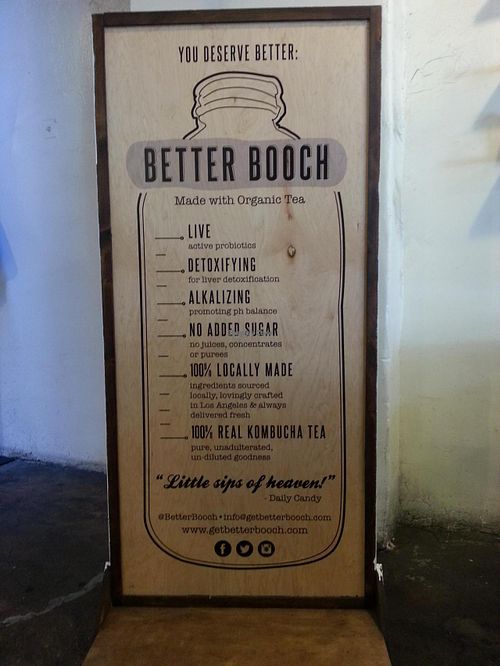 YOU DESERVE BETTER:
BETTER BOOCH
Made with Organic Tea
LIVE
active probiotics
DETOXIFYING
for liver detoxification
ALKALIZING
promoting ph balance
NO ADDED SUGAR
no juices, concentrates
or purees
100% LOCALLY MADE
ingredients sourced
locally, lovingly crafted
in Los Angeles & always
delivered fresh
100% REAL KOMBUCHA TEA
pure, unadulterated,
un-diluted goodness
"Little sips of heaven!"
- Daily Candy
@BetterBooch • info@getbetterbooch.com
www.getbetterbooch.com